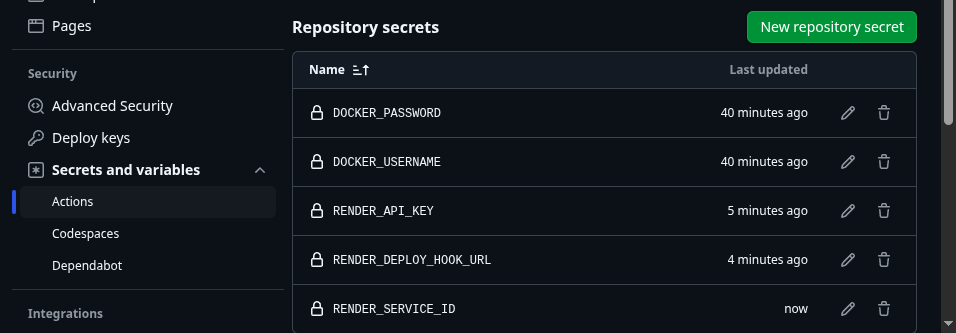 Pages
Security
Advanced Security
Deploy keys
Secrets and variables
Actions
Codespaces
Dependabot
Integrations
Repository secrets
New repository secret
Name Last updated
DOCKER_PASSWORD 40 minutes ago
DOCKER_USERNAME 40 minutes ago
RENDER_API_KEY 5 minutes ago
RENDER_DEPLOY_HOOK_URL 4 minutes ago
RENDER_SERVICE_ID now